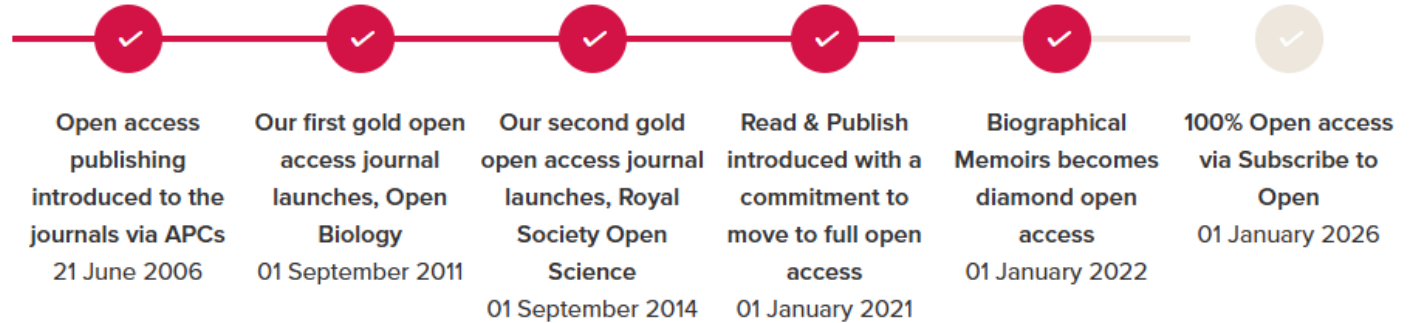 Open access
publishing
introduced to the
journals via APCs
21 June 2006
Our first gold open
access journal
launches, Open
Biology
01 September 2011
Our second gold
open access journal
launches, Royal
Society Open
Science
01 September 2014
Read & Publish
introduced with a
commitment to
move to full open
access
01 January 2021
Biographical
Memoirs becomes
diamond open
access
01 January 2022
100% Open access
via Subscribe to
Open
01 January 2026